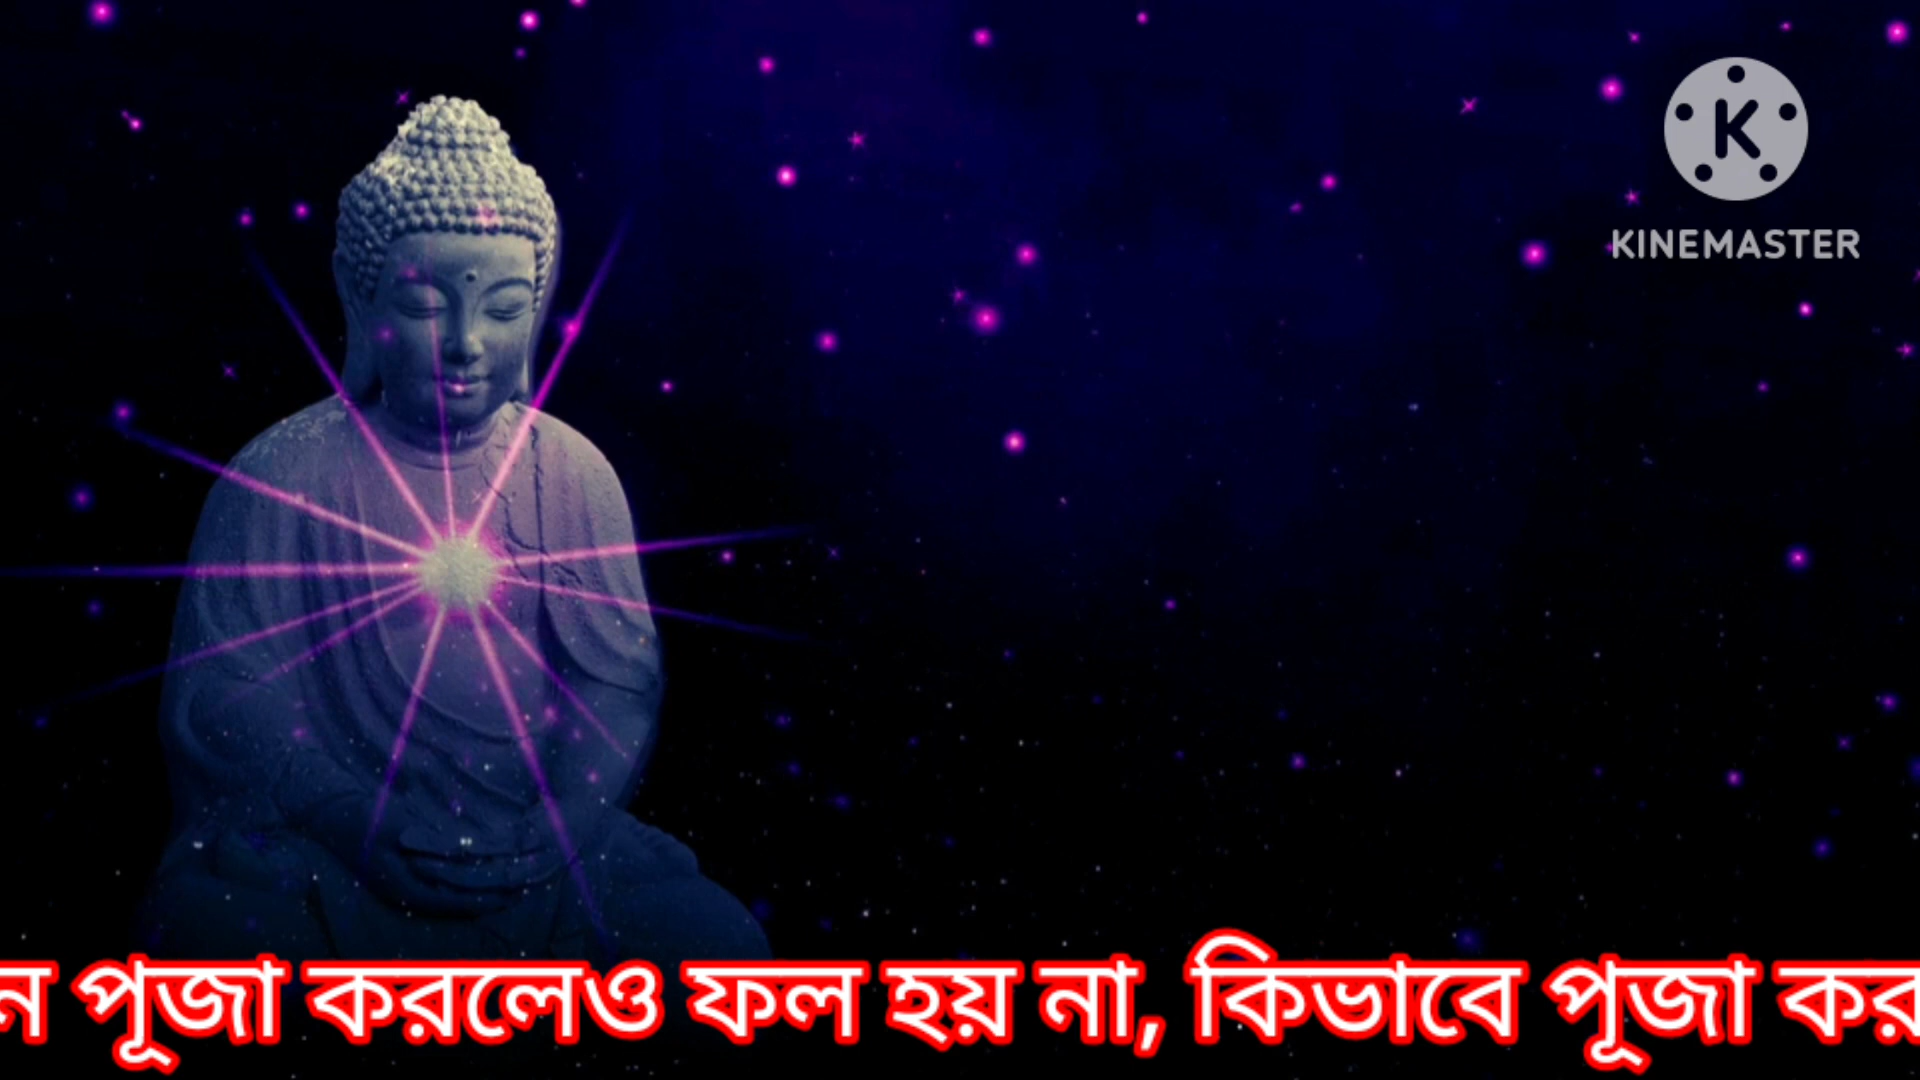 KINEMASTER
ন পূজা করলেও ফল হয় না, কিভাবে পূজা কর